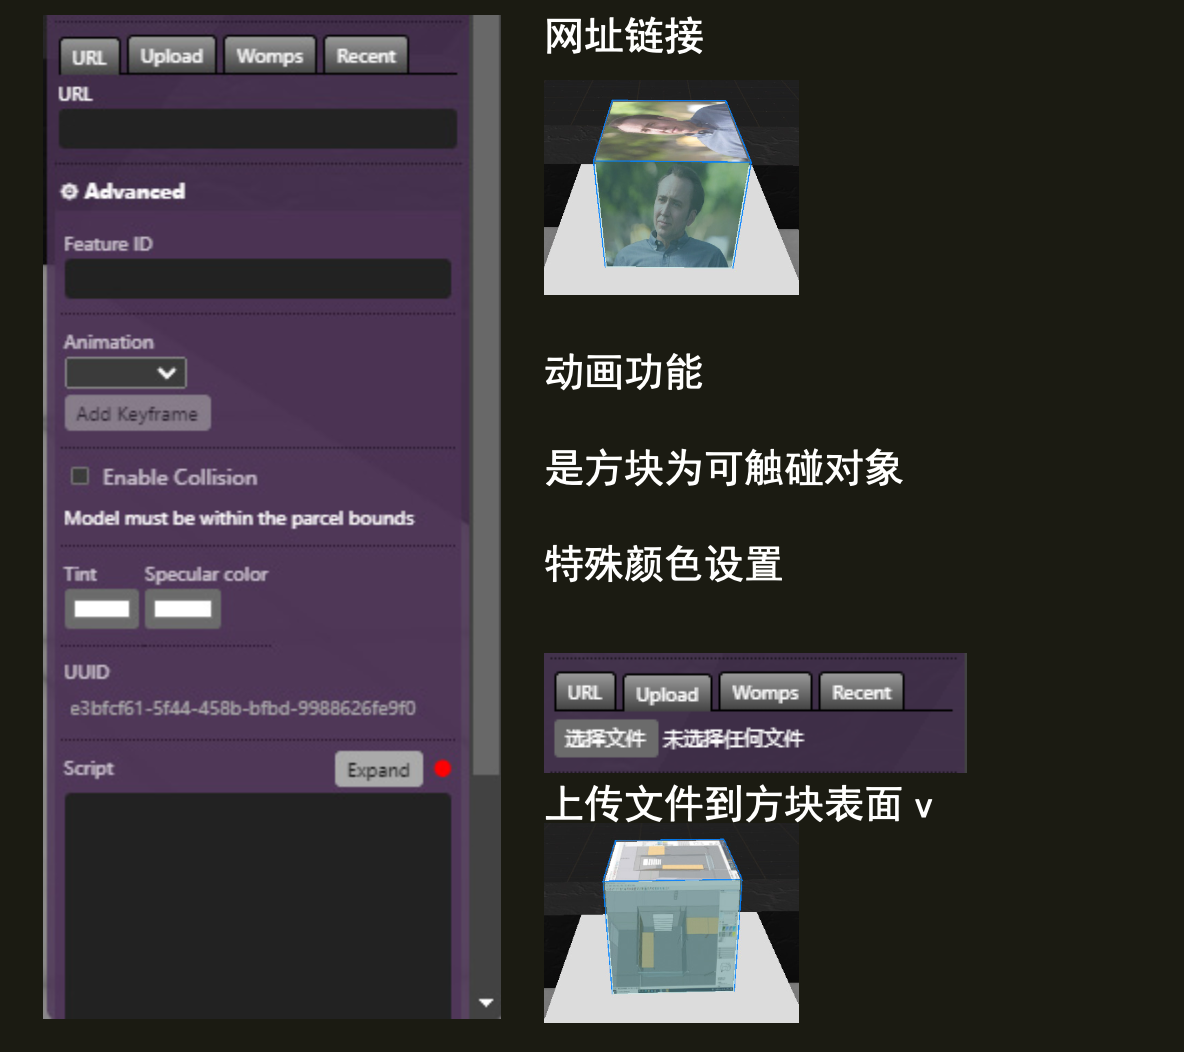 URL Upload Womps Recent
URL
Advanced
Feature ID
Animation
Add Keyframe
Enable Collision
Model must be within the parcel bounds
Tint Specular color
UUID
e3bfcf61-5f44-458b-bfbd-9988626fe9f0
Script Expand
网址链接
动画功能
是方块为可触碰对象
特殊颜色设置
URL Upload Womps Recent
选择文件 未选择任何文件
上传文件到方块表面 v